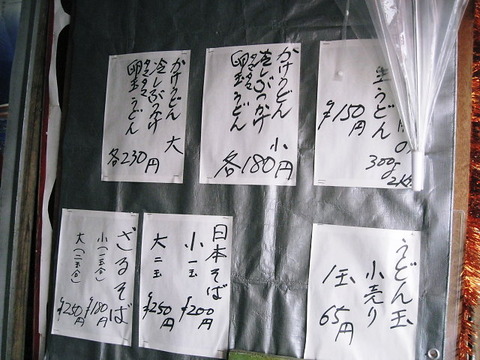 生うどん
300g
¥150円
かけうどん
冷しぶっかけ
卵玉うどん
小
各180円
かけうどん
冷しぶっかけ
卵玉うどん
大
各230円
うどん玉
小売り
1玉
65円
日本そば
小一玉
¥200円
大二玉
¥250円
ざるそば
小(一玉合)
¥180円
大(二玉合)
¥250円